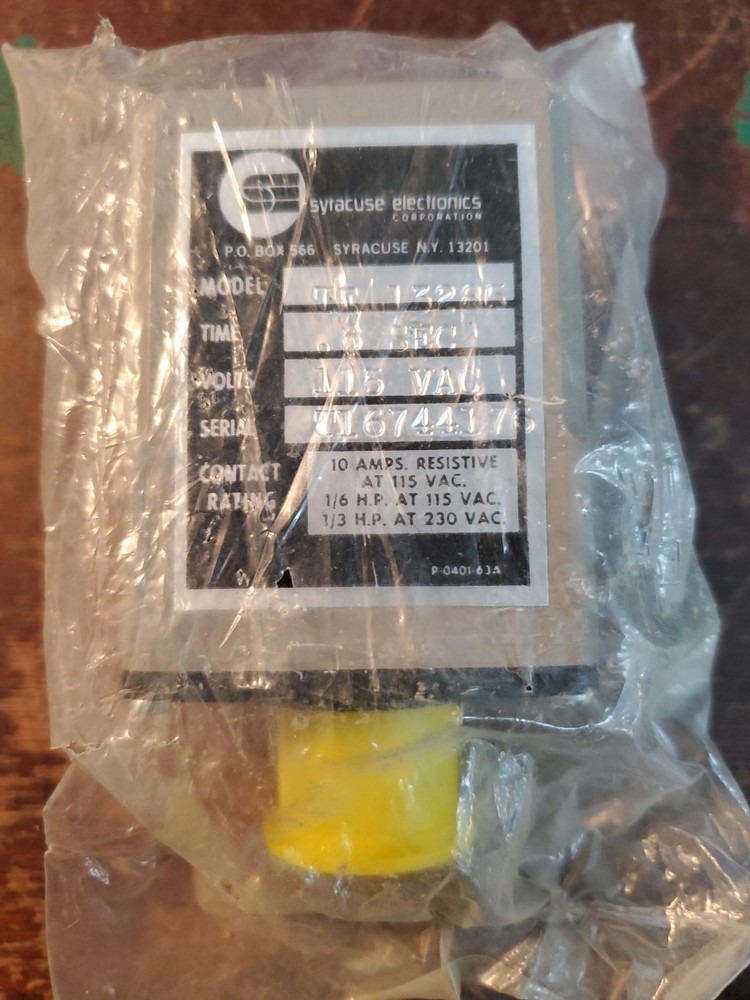 SE syracuse electronics
CORPORATION
P.O. BOX 566 SYRACUSE N.Y. 13201
MODEL
TIME SEC
VOLTS 115 VAC
SERIAL
CONTACT RATING
10 AMPS. RESISTIVE
AT 115 VAC.
1/6 H.P. AT 115 VAC.
1/3 H.P. AT 230 VAC.
P-0401-63A